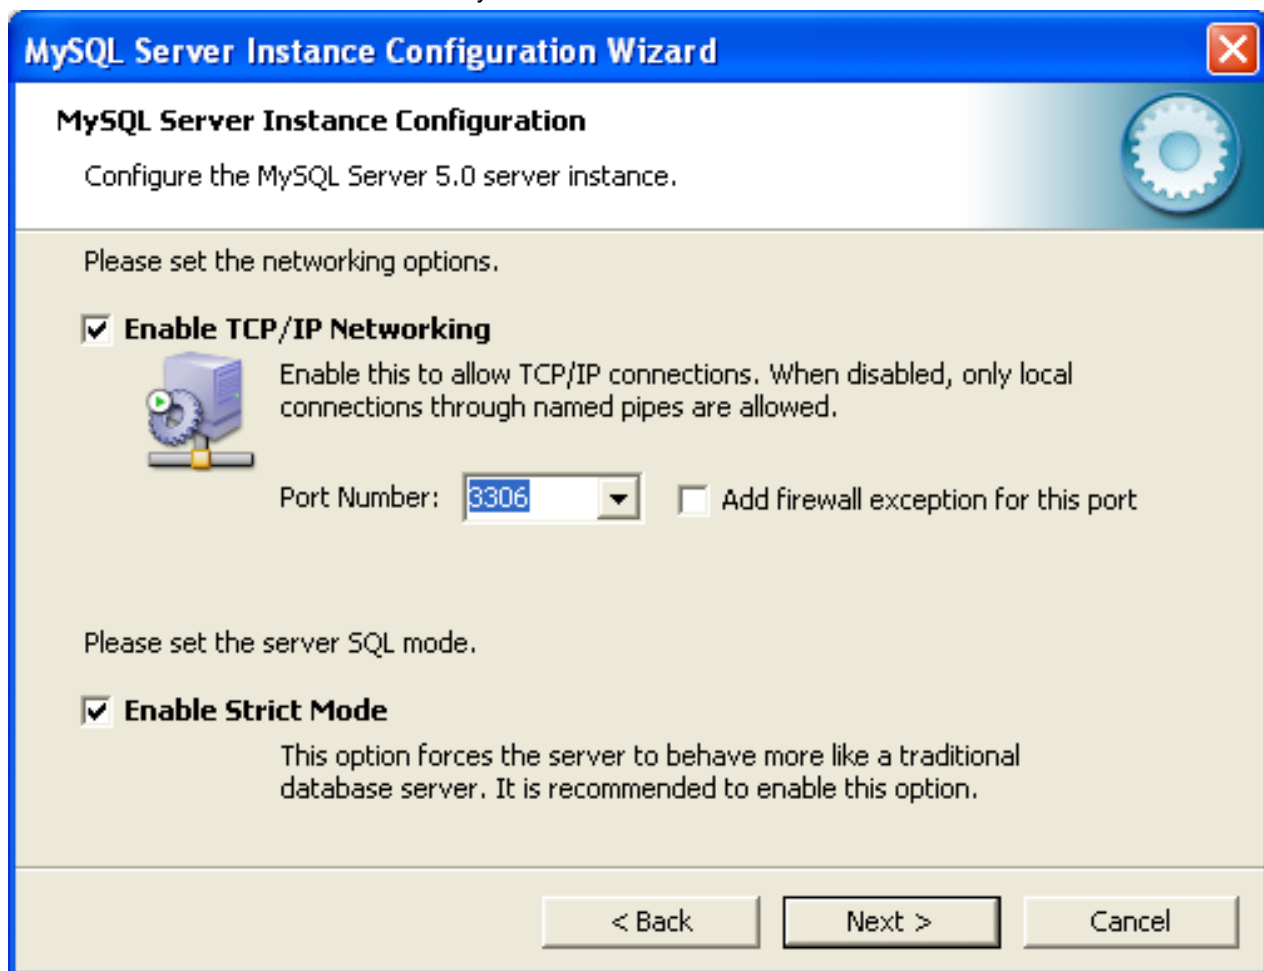 MySQL Server Instance Configuration Wizard
MySQL Server Instance Configuration
Configure the MySQL Server 5.0 server instance.
Please set the networking options.
Enable TCP/IP Networking
Enable this to allow TCP/IP connections. When disabled, only local
connections through named pipes are allowed.
Port Number: 3306 Add firewall exception for this port
Please set the server SQL mode.
Enable Strict Mode
This option forces the server to behave more like a traditional
database server. It is recommended to enable this option.
< Back Next > Cancel